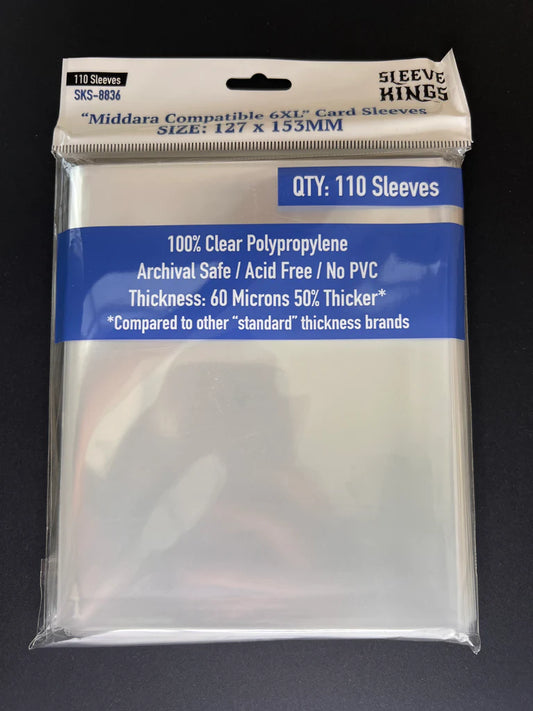 110 Sleeves
SKS-8836
SLEEVE
KINGS
"Middara Compatible 6XL" Card Sleeves
SIZE: 127 x 153MM
QTY: 110 Sleeves
100% Clear Polypropylene
Archival Safe / Acid Free / No PVC
Thickness: 60 Microns 50% Thicker*
*Compared to other "standard" thickness brands